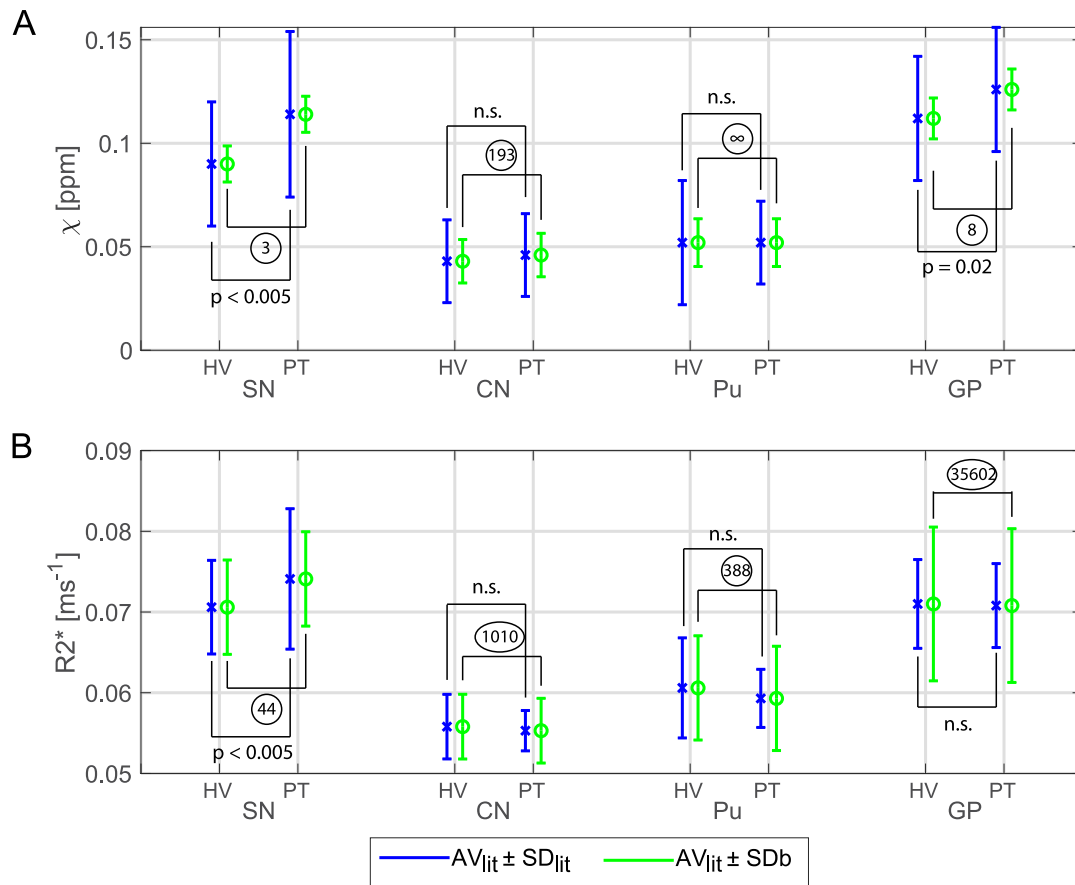 A
χ [ppm]
0.15
0.1
0.05
0
n.s.
n.s.
193
∞
3
8
p < 0.005
p = 0.02
HV PT HV PT HV PT HV PT
SN CN Pu GP
B
R2* [ms⁻¹]
0.09
0.08
0.07
0.06
0.05
35602
n.s.
n.s.
388
1010
44
p < 0.005
n.s.
HV PT HV PT HV PT HV PT
SN CN Pu GP
AVlit ± SDlit AVlit ± SDb